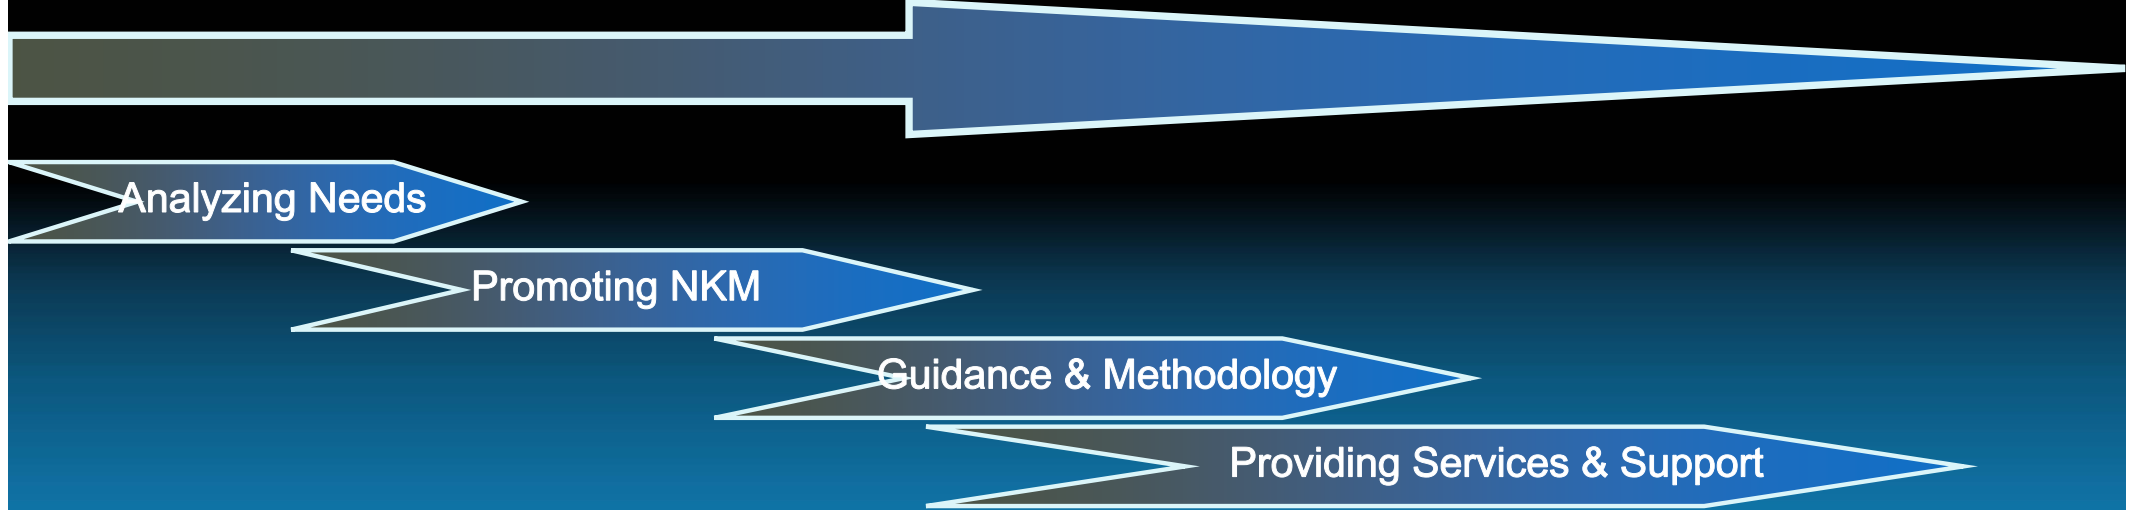 Analyzing Needs
Promoting NKM
Guidance & Methodology
Providing Services & Support